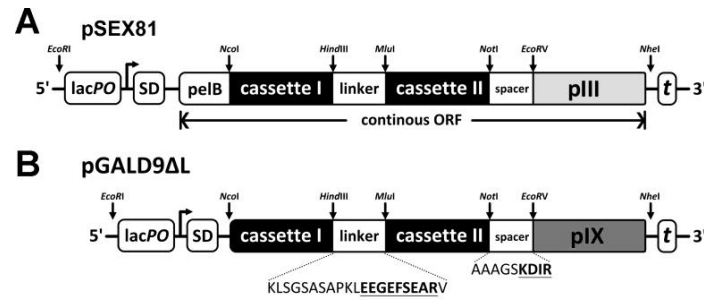 A pSEX81
EcoRI NcoI HindIII MluI NotI EcoRV NheI
5' lacPO SD pelB cassette I linker cassette II spacer pIII t 3'
continous ORF
B pGALD9ΔL
EcoRI NcoI HindIII MluI NotI EcoRV NheI
5' lacPO SD cassette I linker cassette II spacer pIX t 3'
KLSGSASAPKLEEGEFSEARV AAAGSKDIR